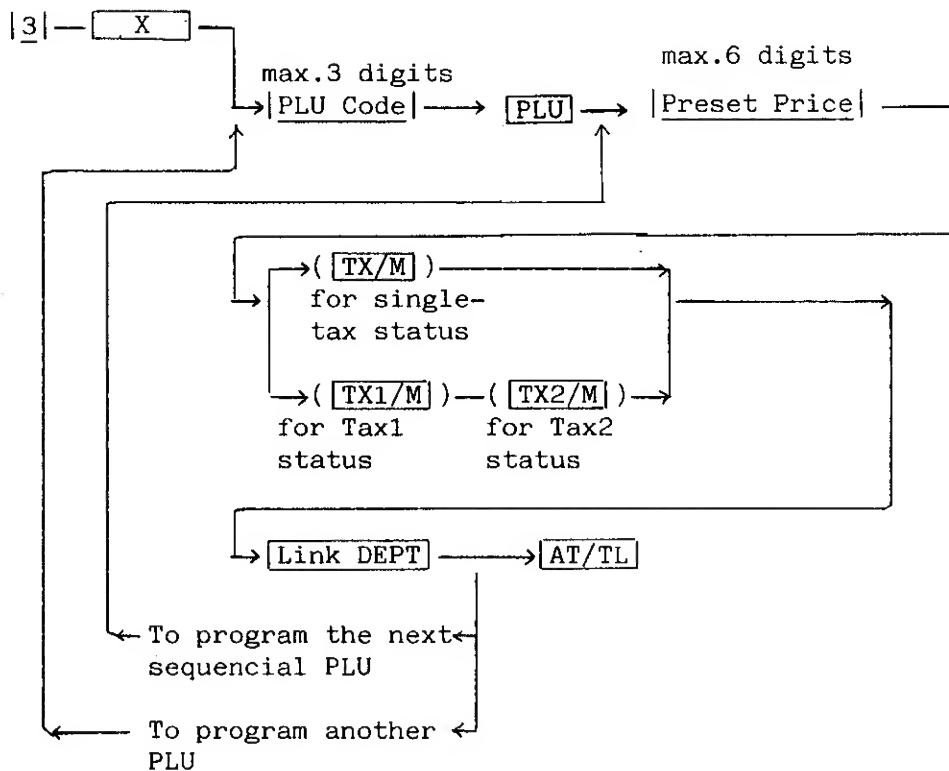 3 X
max.3 digits
max.6 digits
PLU Code PLU Preset Price
( TX/M )
for single-
tax status
( TX1/M ) ( TX2/M )
for Tax1 for Tax2
status status
Link DEPT AT/TL
To program the next
sequencial PLU
To program another
PLU